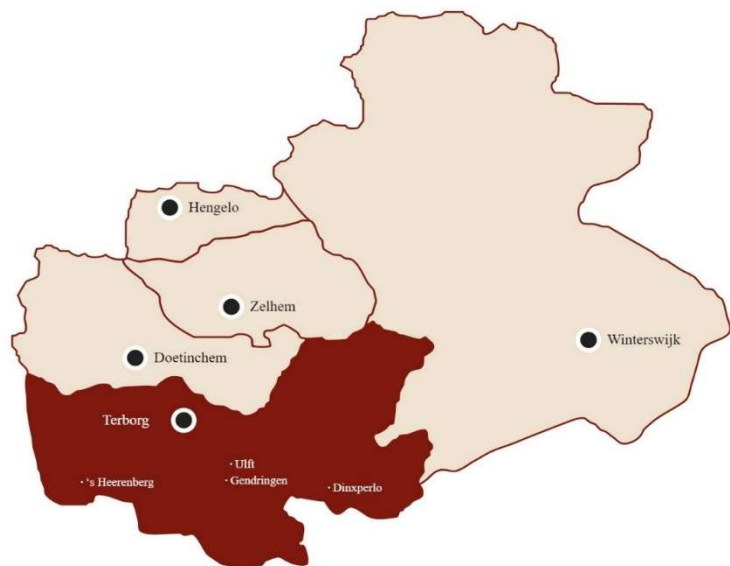 Hengelo
Zelhem
Winterswijk
Doetinchem
Terborg
· Ulft
· ‘s Heerenberg
· Gendringen
· Dinxperlo